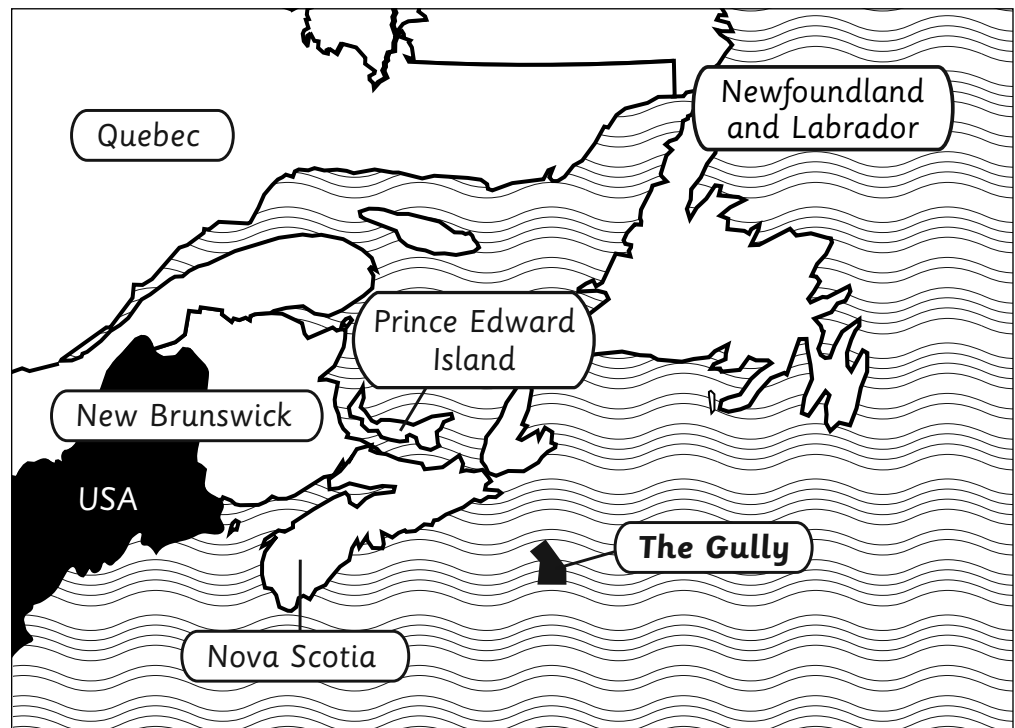 Newfoundland
and Labrador
Quebec
Prince Edward
Island
New Brunswick
USA
The Gully
Nova Scotia